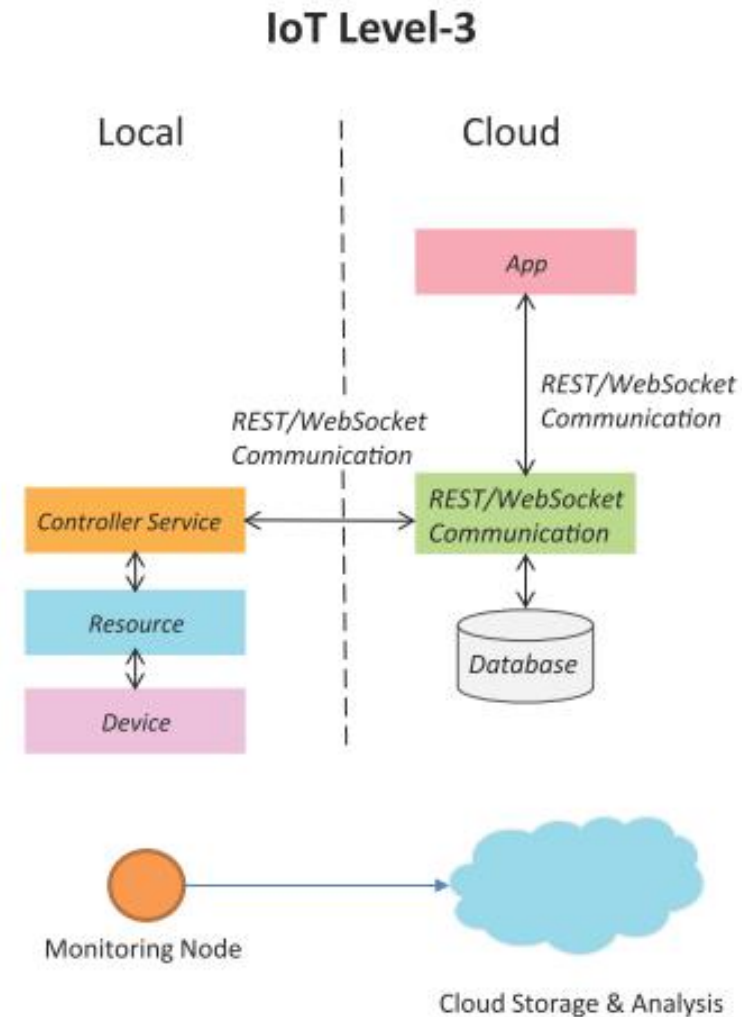 IoT Level-3
Local
Cloud
App
REST/WebSocket
Communication
REST/WebSocket
Communication
Controller Service
REST/WebSocket
Communication
Resource
Database
Device
Monitoring Node
Cloud Storage & Analysis